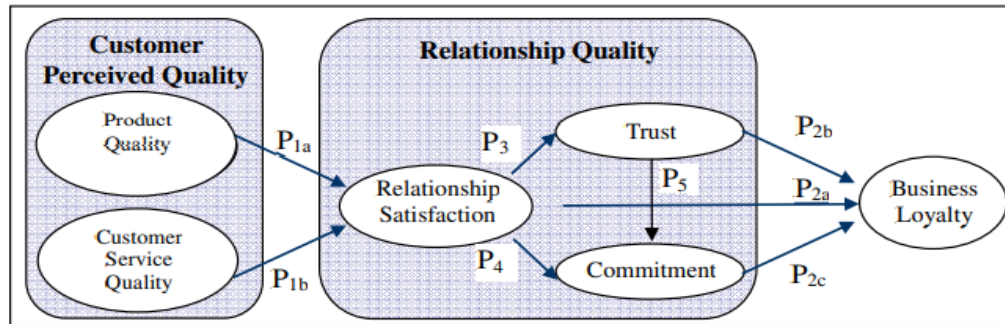 Customer
Perceived Quality
Product
Quality
Customer
Service
Quality
P1a
P1b
Relationship Quality
Relationship
Satisfaction
P3
P4
Trust
P5
Commitment
P2b
P2a
P2c
Business
Loyalty